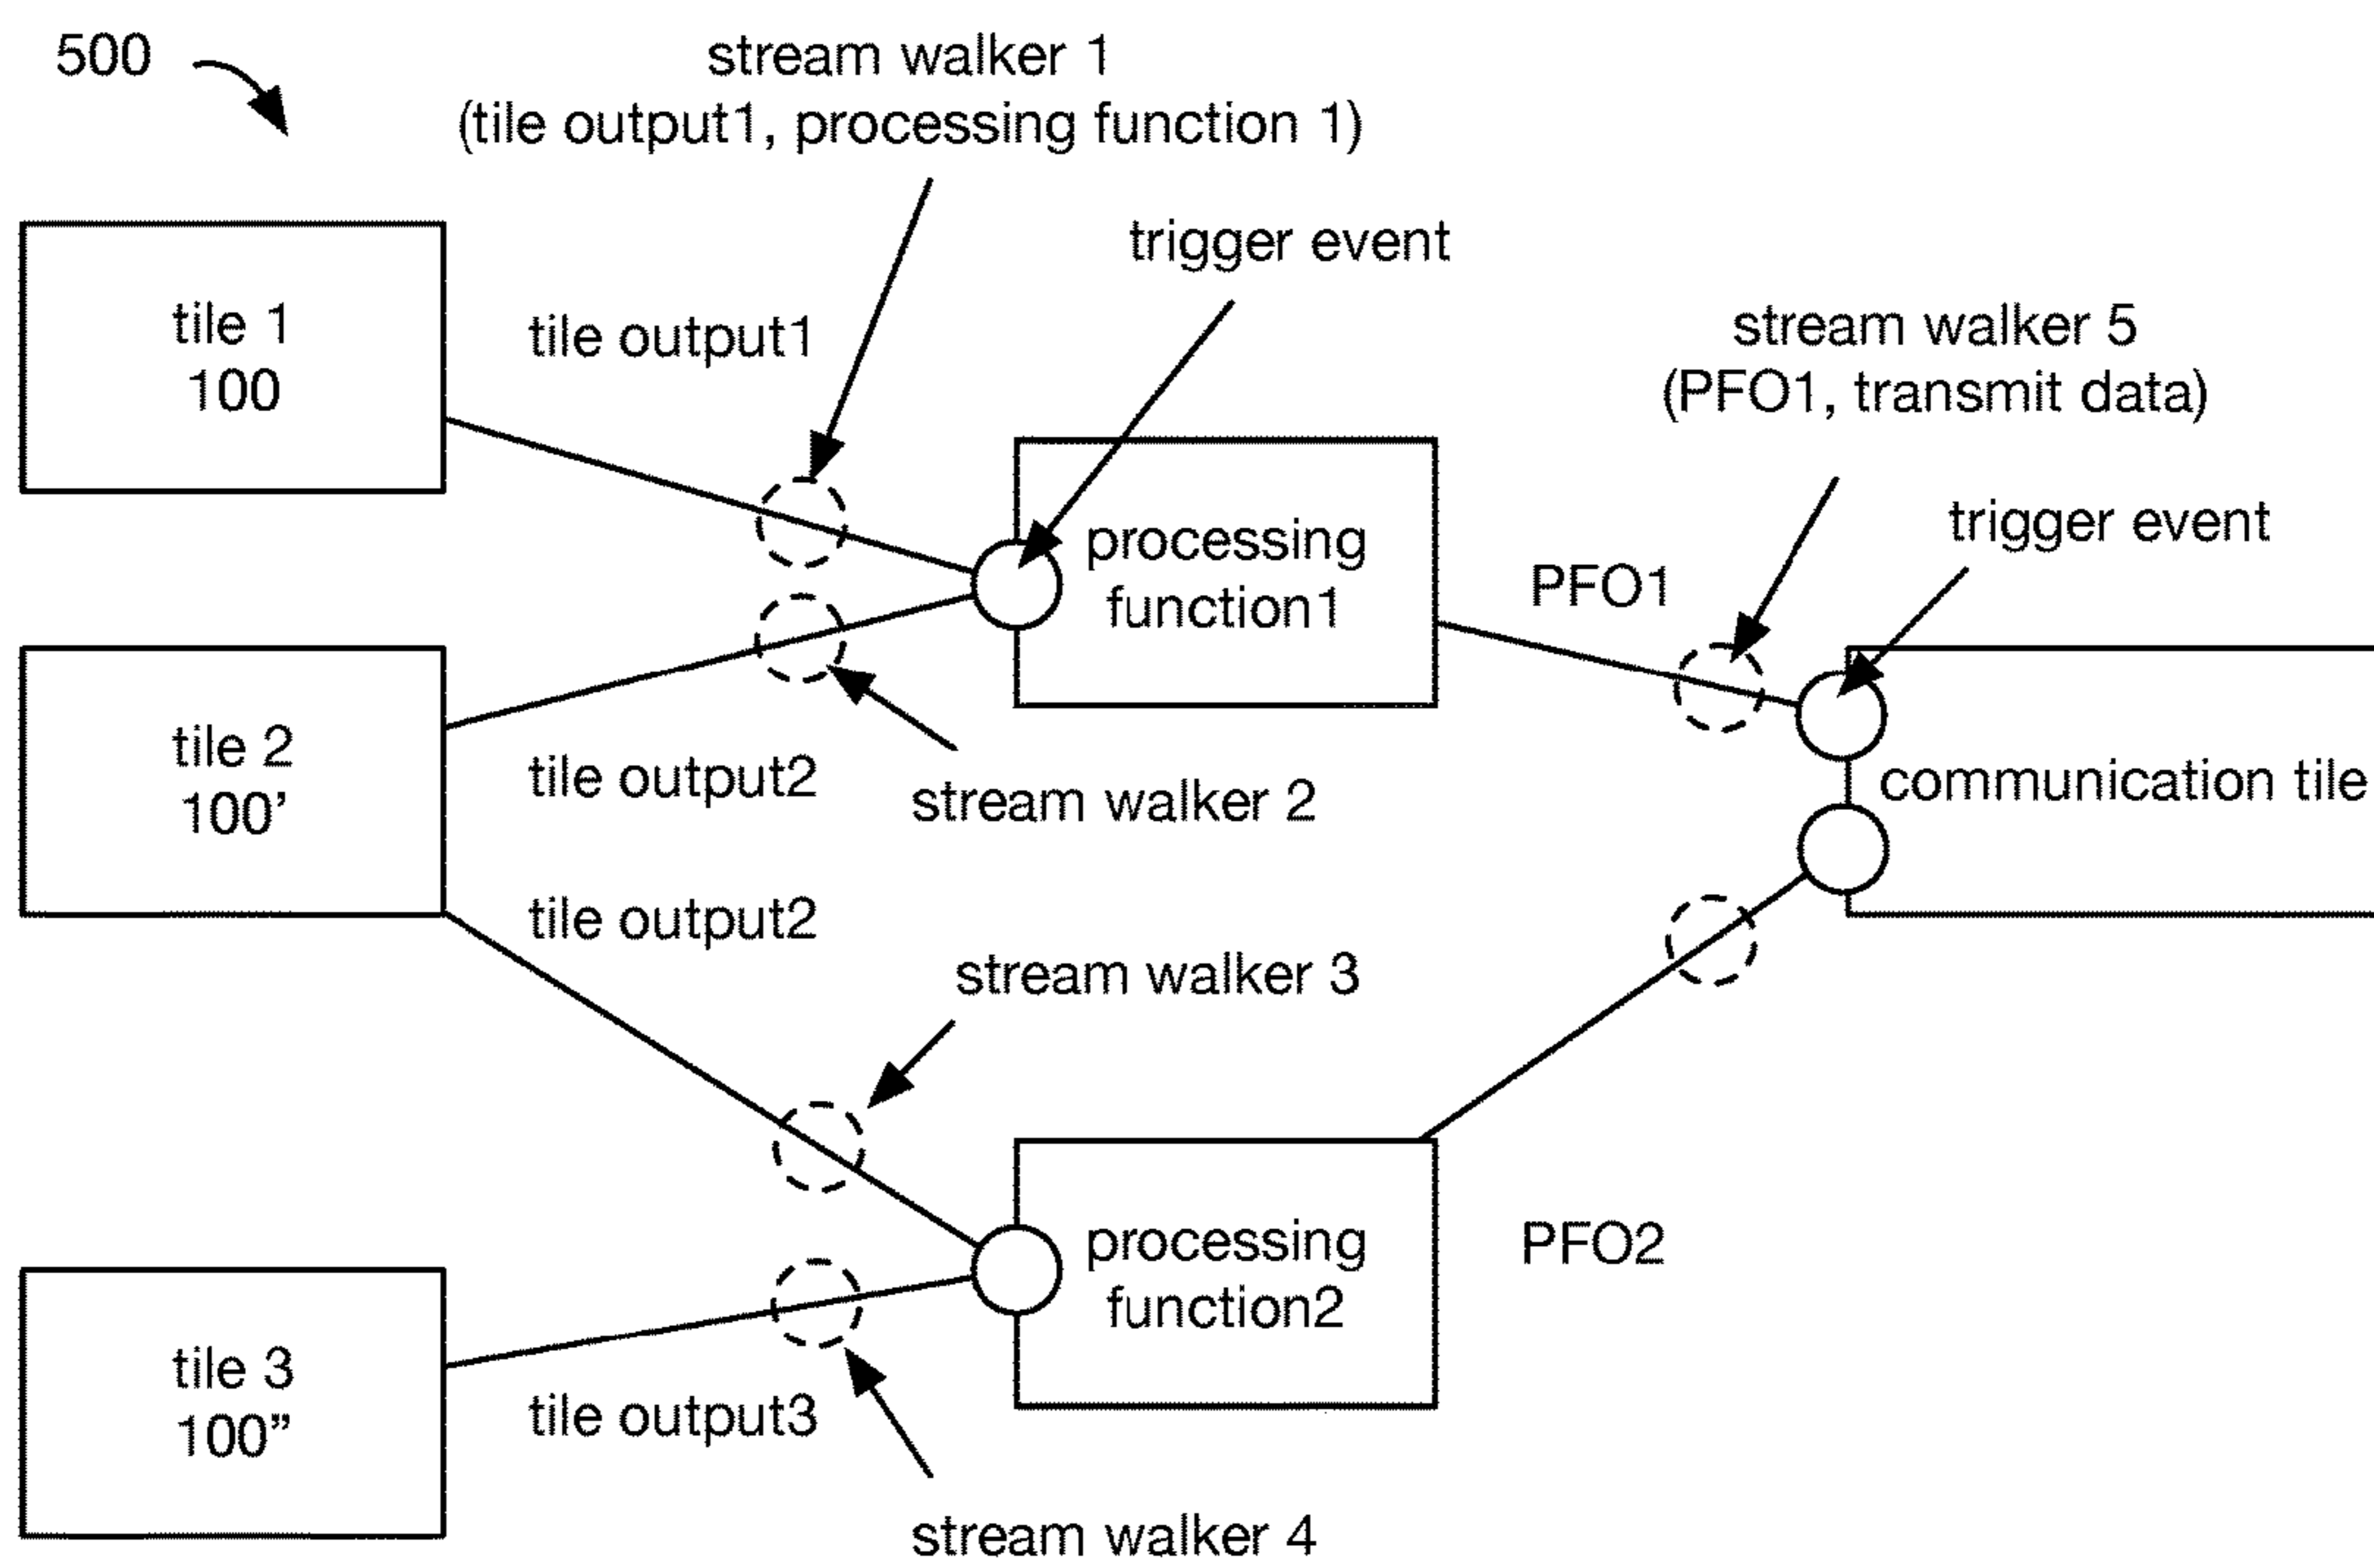 500
stream walker 1
(tile output1, processing function 1)
trigger event
tile 1
100
tile output1
stream walker 5
(PFO1, transmit data)
trigger event
processing
function1
PFO1
tile 2
100’
tile output2
stream walker 2
communication tile
tile output2
stream walker 3
processing
function2
PFO2
tile 3
100”
tile output3
stream walker 4